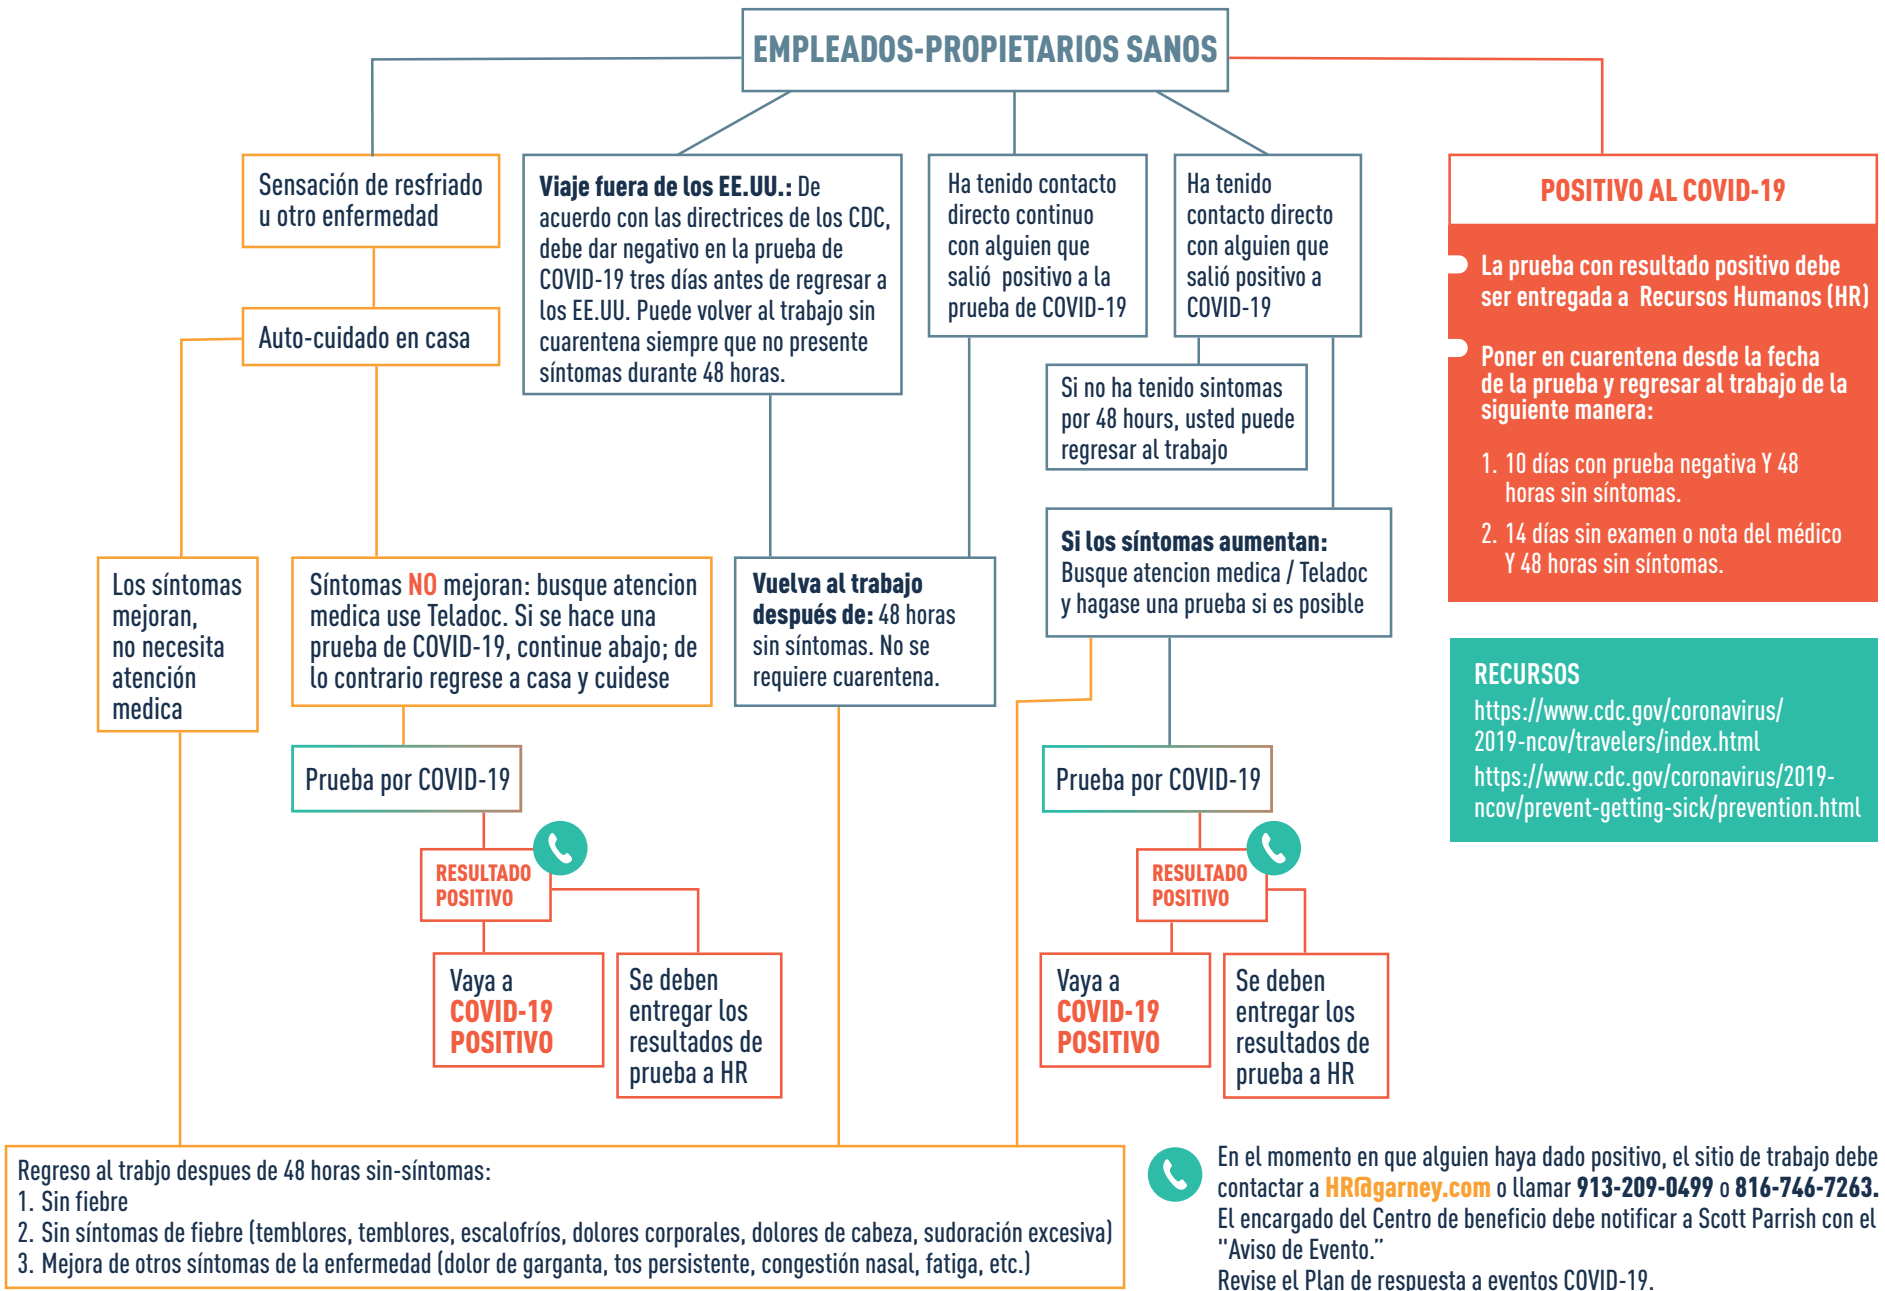 EMPLEADOS-PROPIETARIOS SANOS
Sensación de resfriado
u otro enfermedad
Auto-cuidado en casa
Los síntomas
mejoran,
no necesita
atención
medica
Síntomas NO mejoran: busque atencion
medica use Teladoc. Si se hace una
prueba de COVID-19, continue abajo; de
lo contrario regrese a casa y cuidese
Prueba por COVID-19
RESULTADO
POSITIVO
Vaya a
COVID-19
POSITIVO
Se deben
entregar los
resultados de
prueba a HR
Viaje fuera de los EE.UU.: De
acuerdo con las directrices de los CDC,
debe dar negativo en la prueba de
COVID-19 tres días antes de regresar a
los EE.UU. Puede volver al trabajo sin
cuarentena siempre que no presente
síntomas durante 48 horas.
Ha tenido contacto
directo continuo
con alguien que
salió positivo a la
prueba de COVID-19
Vuelva al trabajo
después de: 48 horas
sin síntomas. No se
requiere cuarentena.
Ha tenido
contacto directo
con alguien que
salió positivo a
COVID-19
Si no ha tenido sintomas
por 48 hours, usted puede
regresar al trabajo
Si los síntomas aumentan:
Busque atencion medica / Teladoc
y hagase una prueba si es posible
Prueba por COVID-19
RESULTADO
POSITIVO
Vaya a
COVID-19
POSITIVO
Se deben
entregar los
resultados de
prueba a HR
POSITIVO AL COVID-19
La prueba con resultado positivo debe
ser entregada a Recursos Humanos (HR)
Poner en cuarentena desde la fecha
de la prueba y regresar al trabajo de la
siguiente manera:
1. 10 días con prueba negativa Y 48
horas sin síntomas.
2. 14 días sin examen o nota del médico
Y 48 horas sin síntomas.
RECURSOS
https://www.cdc.gov/coronavirus/
2019-ncov/travelers/index.html
https://www.cdc.gov/coronavirus/2019-
ncov/prevent-getting-sick/prevention.html
Regreso al trabjo despues de 48 horas sin-síntomas:
1. Sin fiebre
2. Sin síntomas de fiebre (temblores, temblores, escalofríos, dolores corporales, dolores de cabeza, sudoración excesiva)
3. Mejora de otros síntomas de la enfermedad (dolor de garganta, tos persistente, congestión nasal, fatiga, etc.)
En el momento en que alguien haya dado positivo, el sitio de trabajo debe
contactar a HR@garney.com o llamar 913-209-0499 o 816-746-7263.
El encargado del Centro de beneficio debe notificar a Scott Parrish con el
"Aviso de Evento.”
Revise el Plan de respuesta a eventos COVID-19.